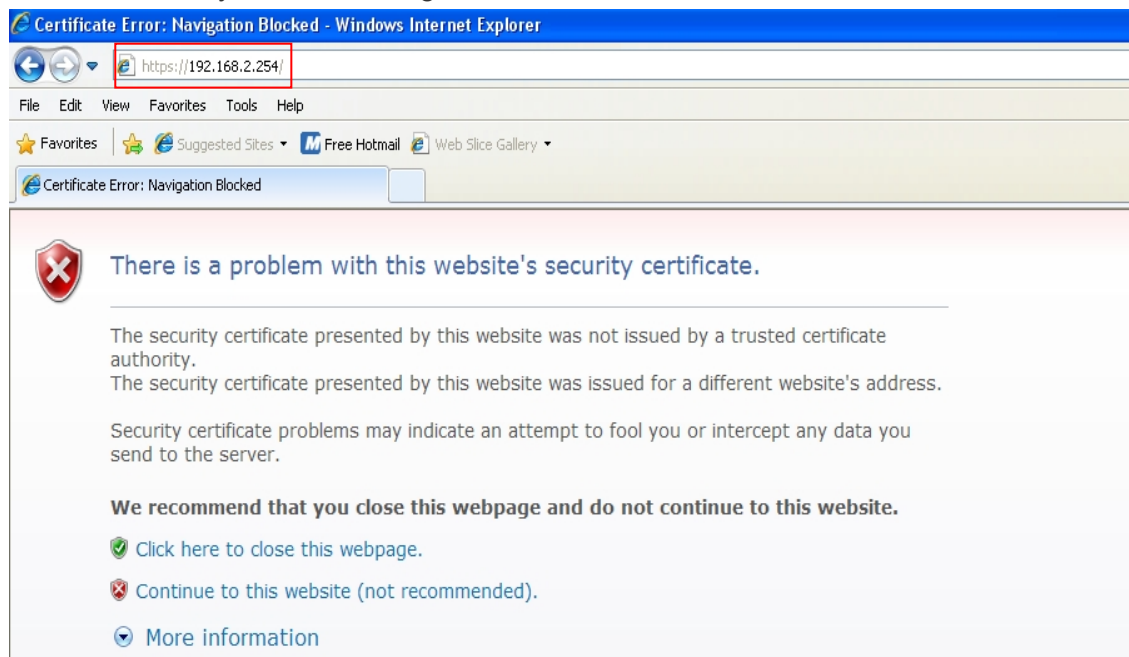 Certificate Error: Navigation Blocked - Windows Internet Explorer
https://192.168.2.254/
File Edit View Favorites Tools Help
Favorites Suggested Sites Free Hotmail Web Slice Gallery
Certificate Error: Navigation Blocked
There is a problem with this website's security certificate.
The security certificate presented by this website was not issued by a trusted certificate
authority.
The security certificate presented by this website was issued for a different website's address.
Security certificate problems may indicate an attempt to fool you or intercept any data you
send to the server.
We recommend that you close this webpage and do not continue to this website.
Click here to close this webpage.
Continue to this website (not recommended).
More information